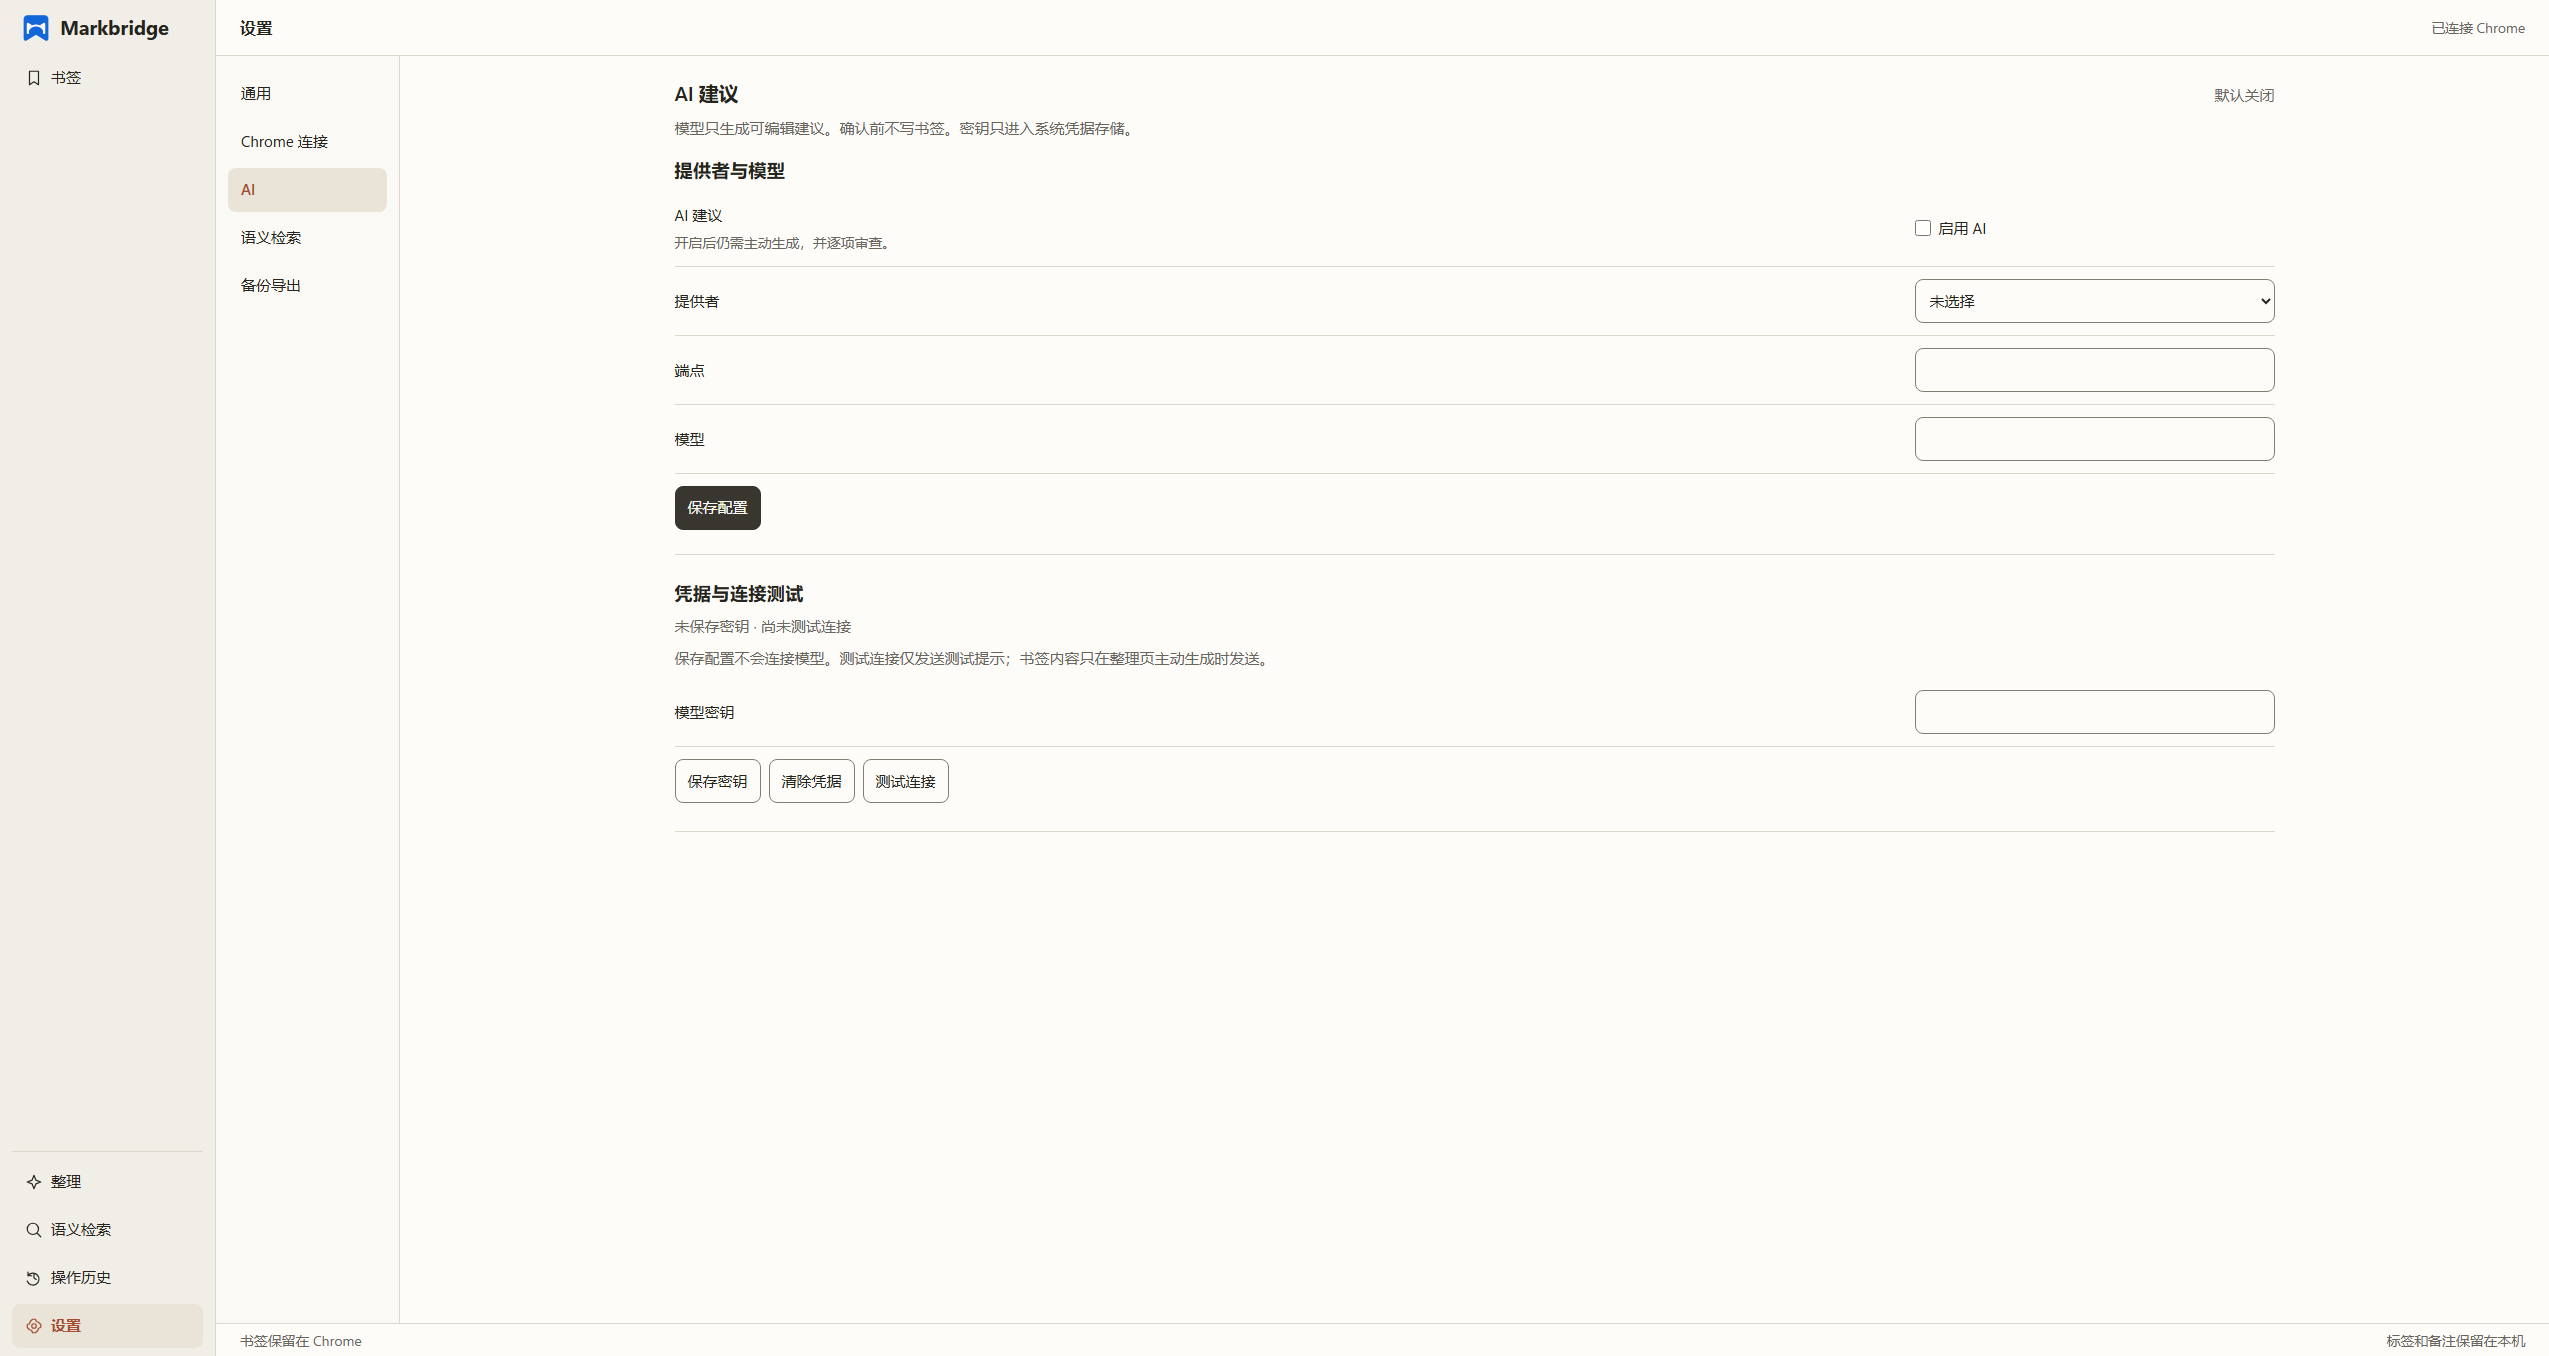 Markbridge
书签
整理
语义检索
操作历史
设置
设置
已连接 Chrome
通用
Chrome 连接
AI
语义检索
备份导出
AI 建议
默认关闭
模型只生成可编辑建议。确认前不写书签。密钥只进入系统凭据存储。
提供者与模型
AI 建议
开启后仍需主动生成，并逐项审查。
启用 AI
提供者
未选择
端点
模型
保存配置
凭据与连接测试
未保存密钥 · 尚未测试连接
保存配置不会连接模型。测试连接仅发送测试提示；书签内容只在整理页主动生成时发送。
模型密钥
保存密钥
清除凭据
测试连接
书签保留在 Chrome
标签和备注保留在本机